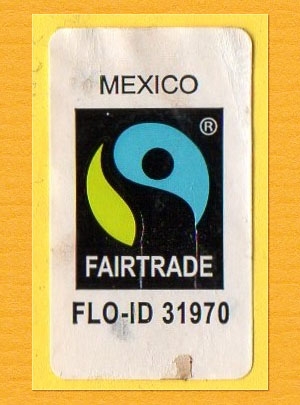 MEXICO
®
FAIRTRADE
FLO-ID 31970